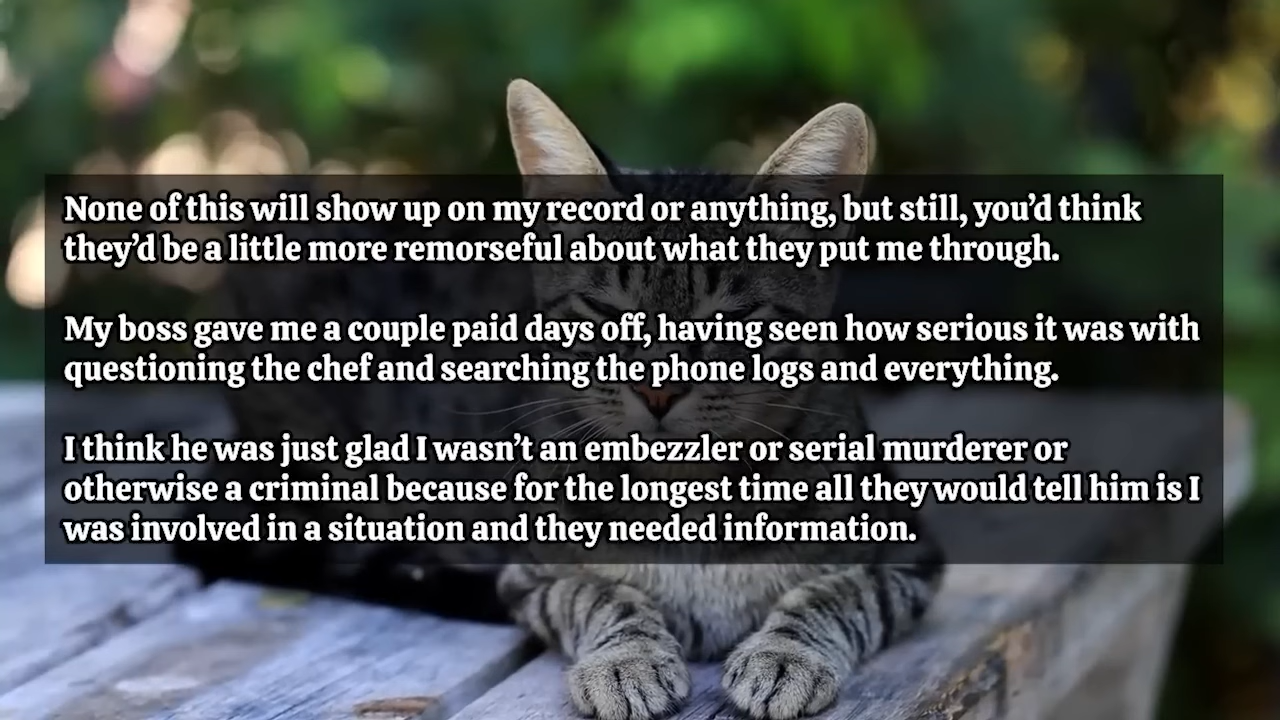 None of this will show up on my record or anything, but still, you’d think
they’d be a little more remorseful about what they put me through.
My boss gave me a couple paid days off, having seen how serious it was with
questioning the chef and searching the phone logs and everything.
I think he was just glad I wasn’t an embezzler or serial murderer or
otherwise a criminal because for the longest time all they would tell him is I
was involved in a situation and they needed information.